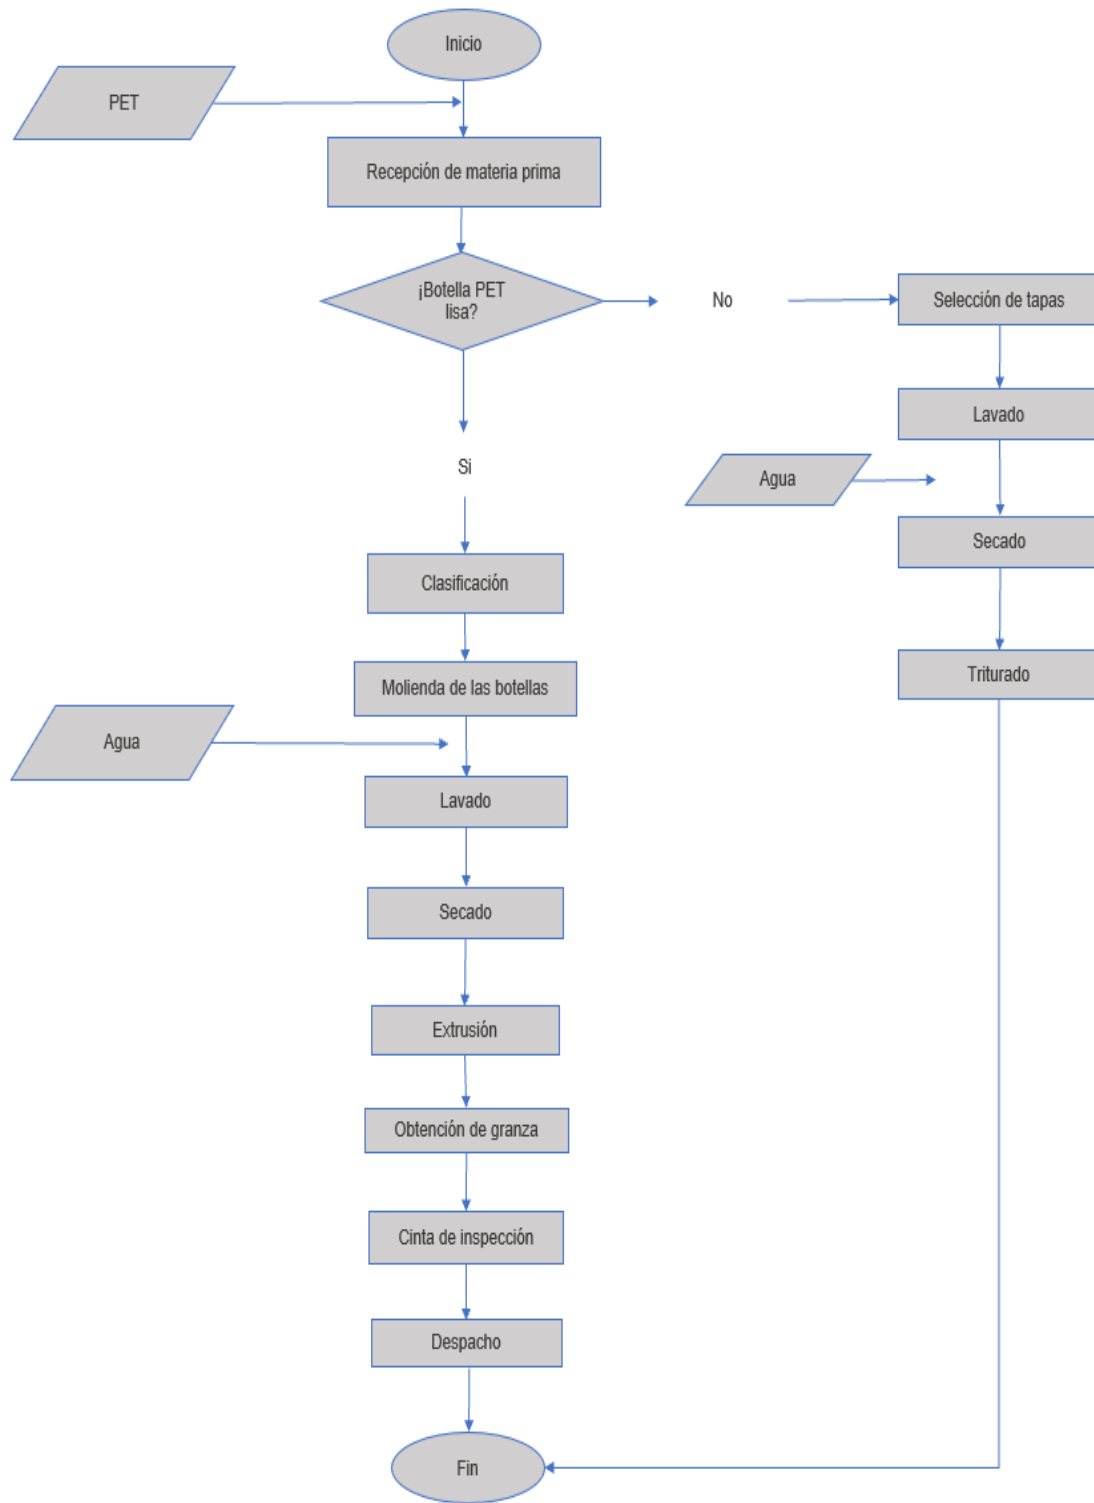 Inicio
PET
Recepción de materia prima
¡Botella PET
lisa?
No
Selección de tapas
Lavado
Si
Agua
Secado
Clasificación
Triturado
Molienda de las botellas
Agua
Lavado
Secado
Extrusión
Obtención de granza
Cinta de inspección
Despacho
Fin